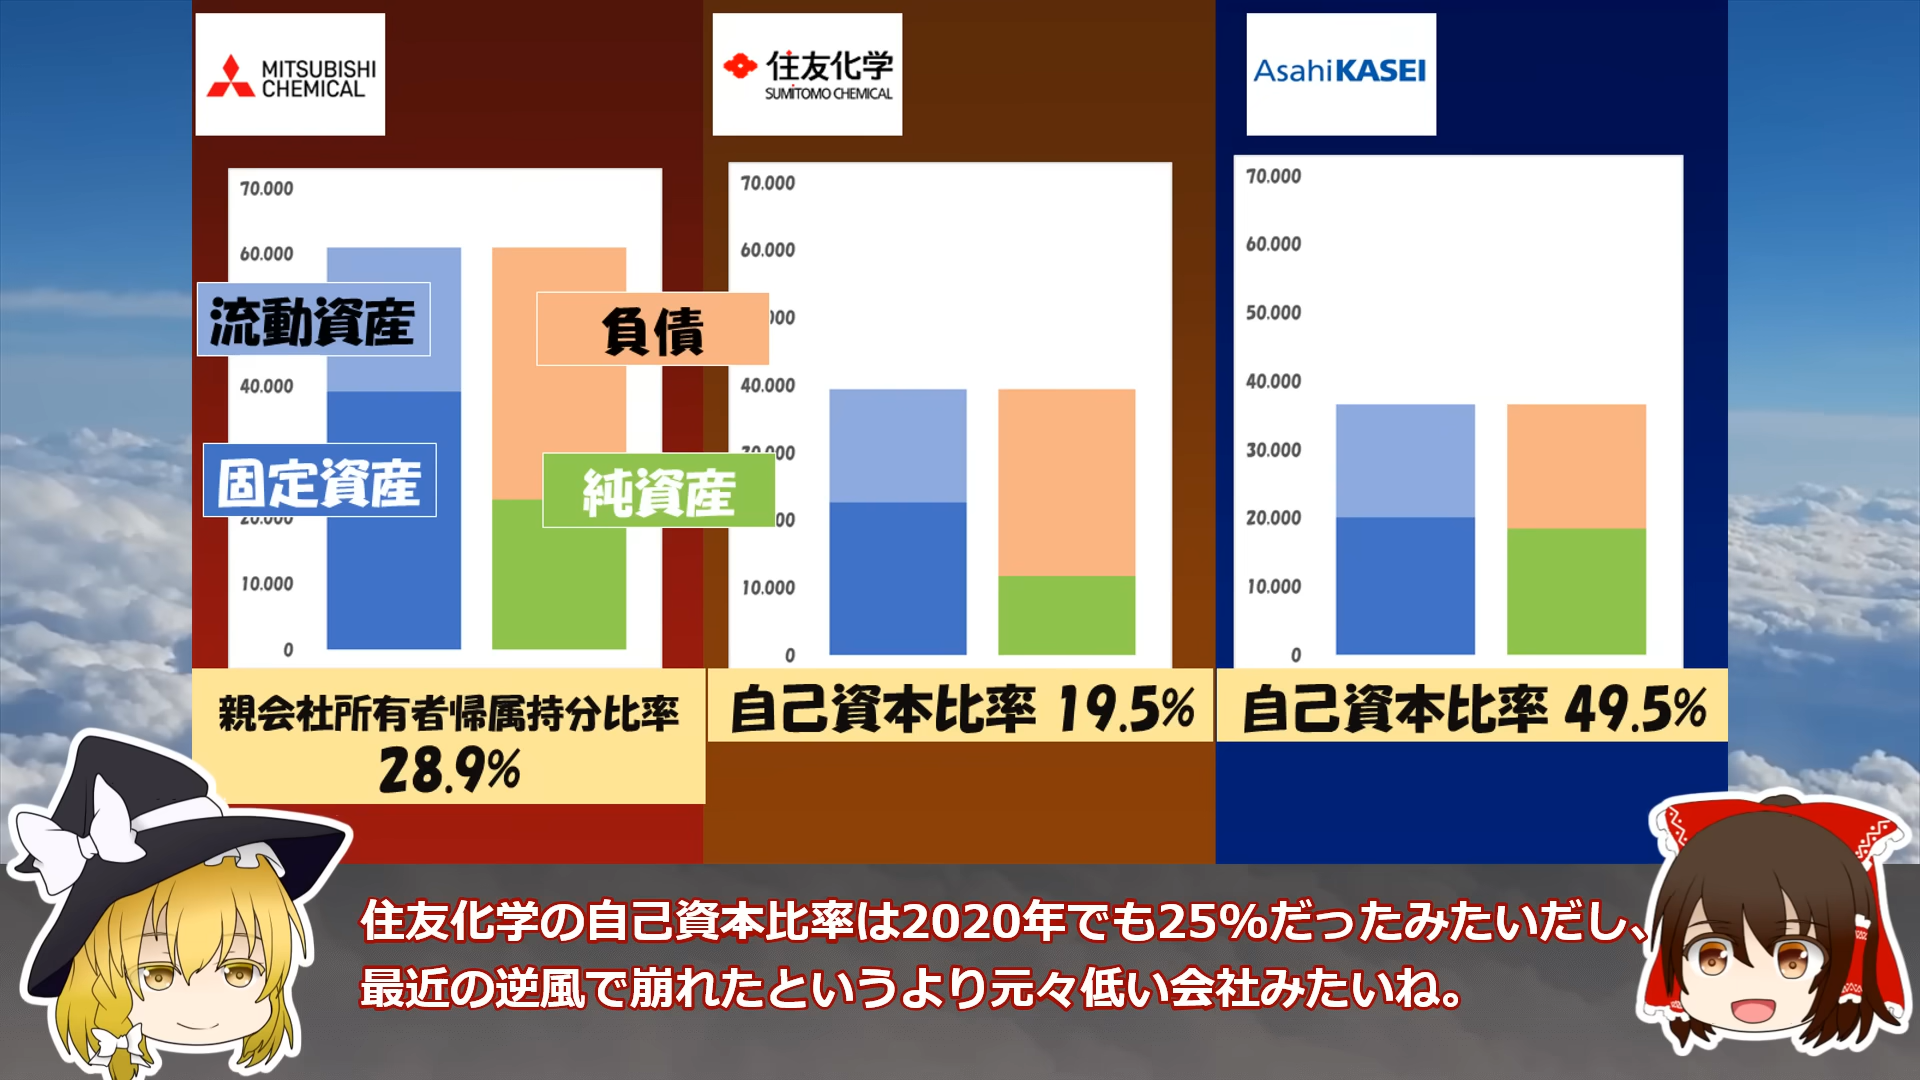 MITSUBISHI
CHEMICAL
住友化学
SUMITOMO CHEMICAL
AsahiKASEI
70.000
60.000
40.000
10.000
0
流動資産
固定資産
負債
純資産
70.000
60.000
40.000
10.000
0
70.000
60.000
50.000
40.000
30.000
20.000
10.000
0
親会社所有者帰属持分比率
28.9%
自己資本比率 19.5%
自己資本比率 49.5%
住友化学の自己資本比率は2020年でも25%だったみたいだし、
最近の逆風で崩れたというより元々低い会社みたいね。